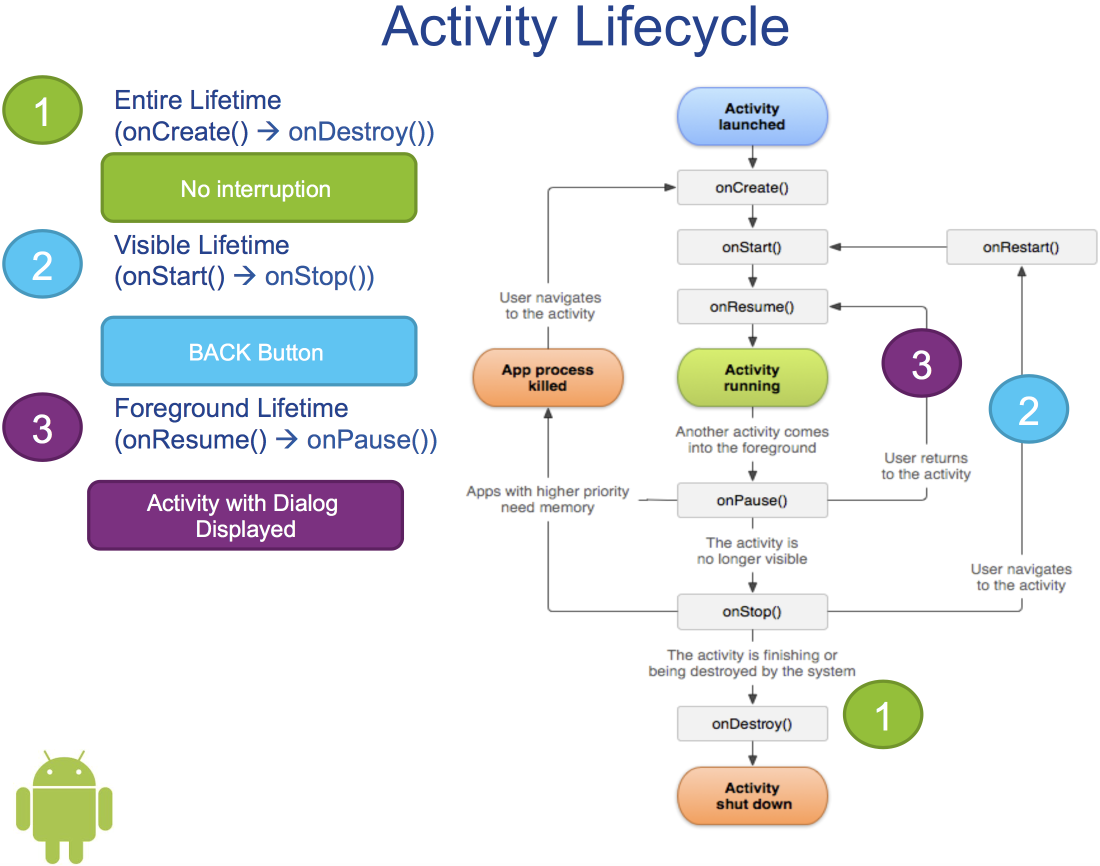 Activity Lifecycle
1
Entire Lifetime
(onCreate() → onDestroy())
No interruption
2
Visible Lifetime
(onStart() → onStop())
BACK Button
3
Foreground Lifetime
(onResume() → onPause())
Activity with Dialog
Displayed
Activity
launched
onCreate()
onStart()
onRestart()
onResume()
User navigates
to the activity
App process
killed
Activity
running
3
2
Another activity comes
into the foreground
User returns
to the activity
Apps with higher priority
need memory
onPause()
The activity is
no longer visible
User navigates
to the activity
onStop()
The activity is finishing or
being destroyed by the system
onDestroy()
1
Activity
shut down